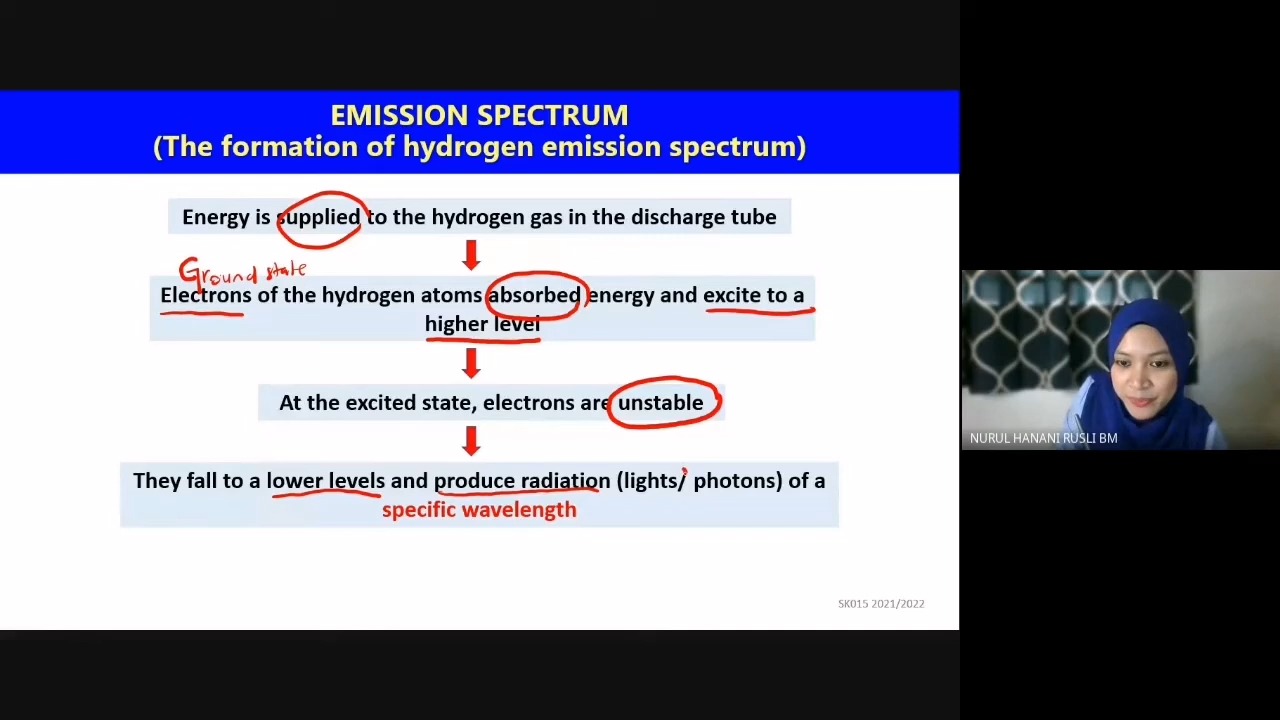 EMISSION SPECTRUM
(The formation of hydrogen emission spectrum)
Energy is supplied to the hydrogen gas in the discharge tube
Ground state
Electrons of the hydrogen atoms absorbed energy and excite to a
higher level
At the excited state, electrons are unstable
They fall to a lower levels and produce radiation (lights/ photons) of a
specific wavelength
SK015 2021/2022
NURUL HANANI RUSLI BM